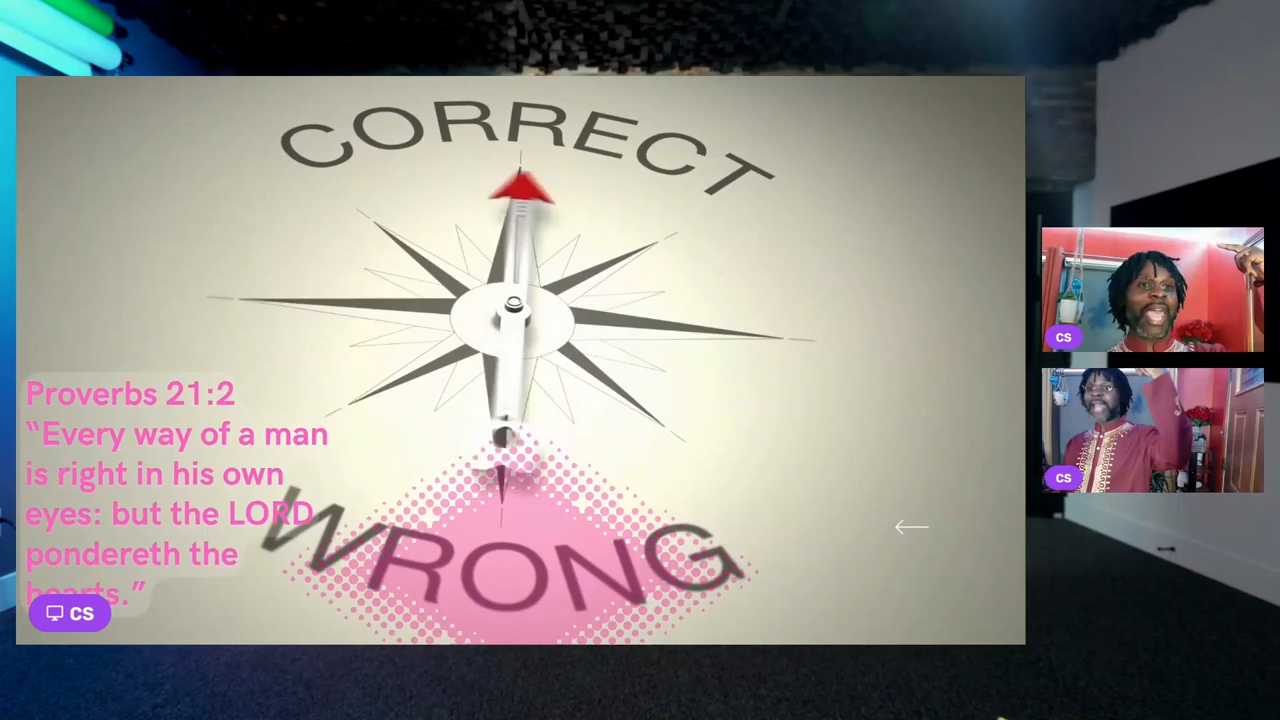 CORRECT
Proverbs 21:2
“Every way of a man
is right in his own
eyes: but the LORD
pondereth the
hearts.”
WRONG
CS
CS
CS